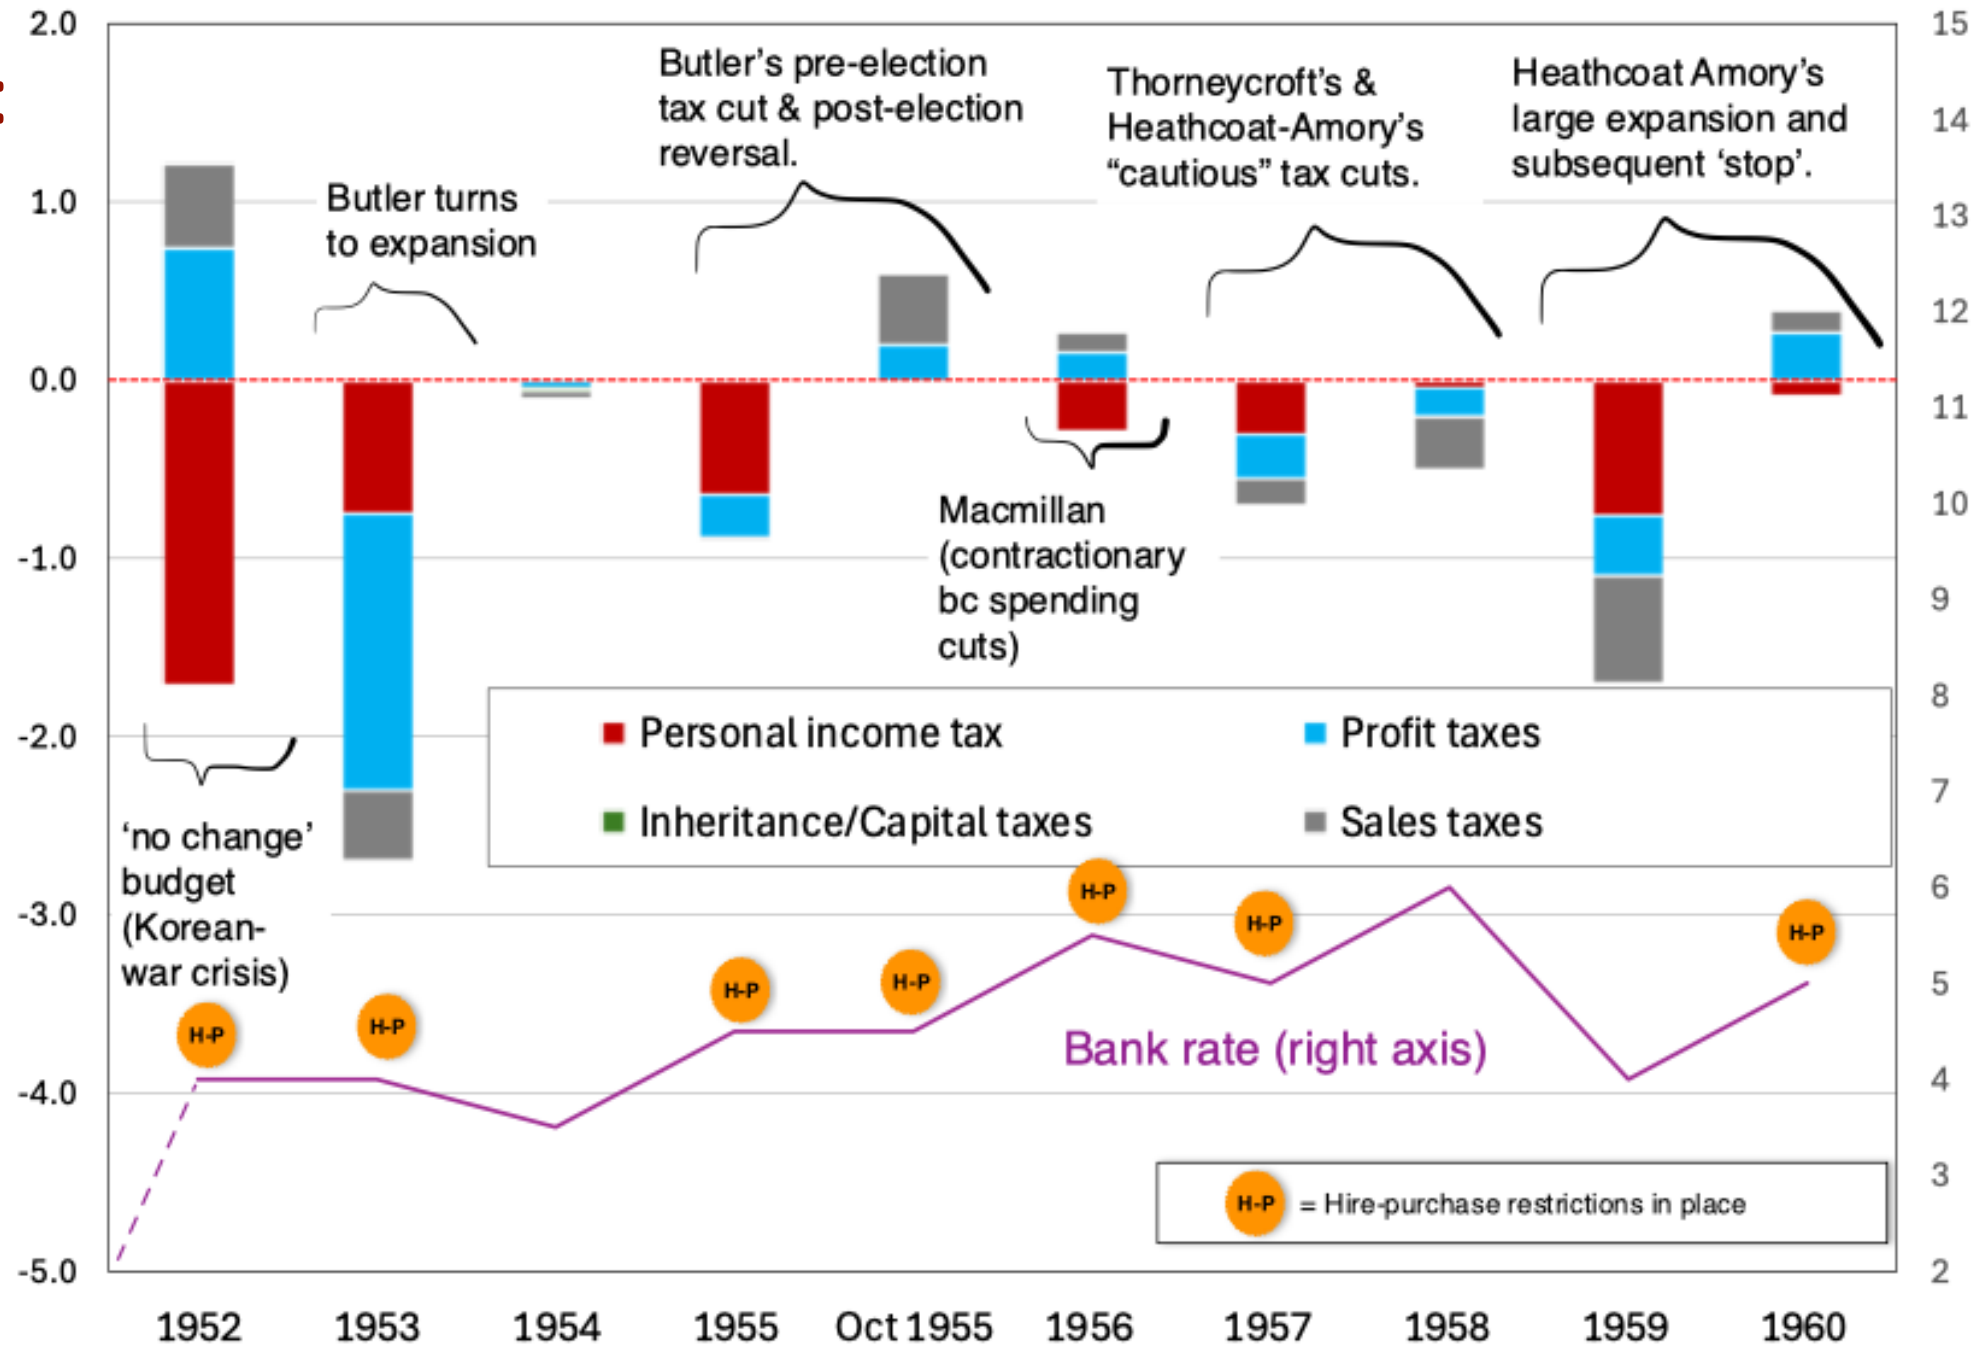 2.0
1.0
0.0
-1.0
-2.0
-3.0
-4.0
-5.0
15
14
13
12
11
10
9
8
7
6
5
4
3
2
:
Butler turns
to expansion
Butler’s pre-election
tax cut & post-election
reversal.
Thorneycroft’s &
Heathcoat-Amory’s
“cautious” tax cuts.
Heathcoat Amory’s
large expansion and
subsequent ‘stop’.
Macmillan
(contractionary
bc spending
cuts)
‘no change’
budget
(Korean-
war crisis)
Personal income tax
Profit taxes
Inheritance/Capital taxes
Sales taxes
H-P
H-P
H-P
H-P
H-P
H-P
H-P
Bank rate (right axis)
H-P = Hire-purchase restrictions in place
1952 1953 1954 1955 Oct 1955 1956 1957 1958 1959 1960